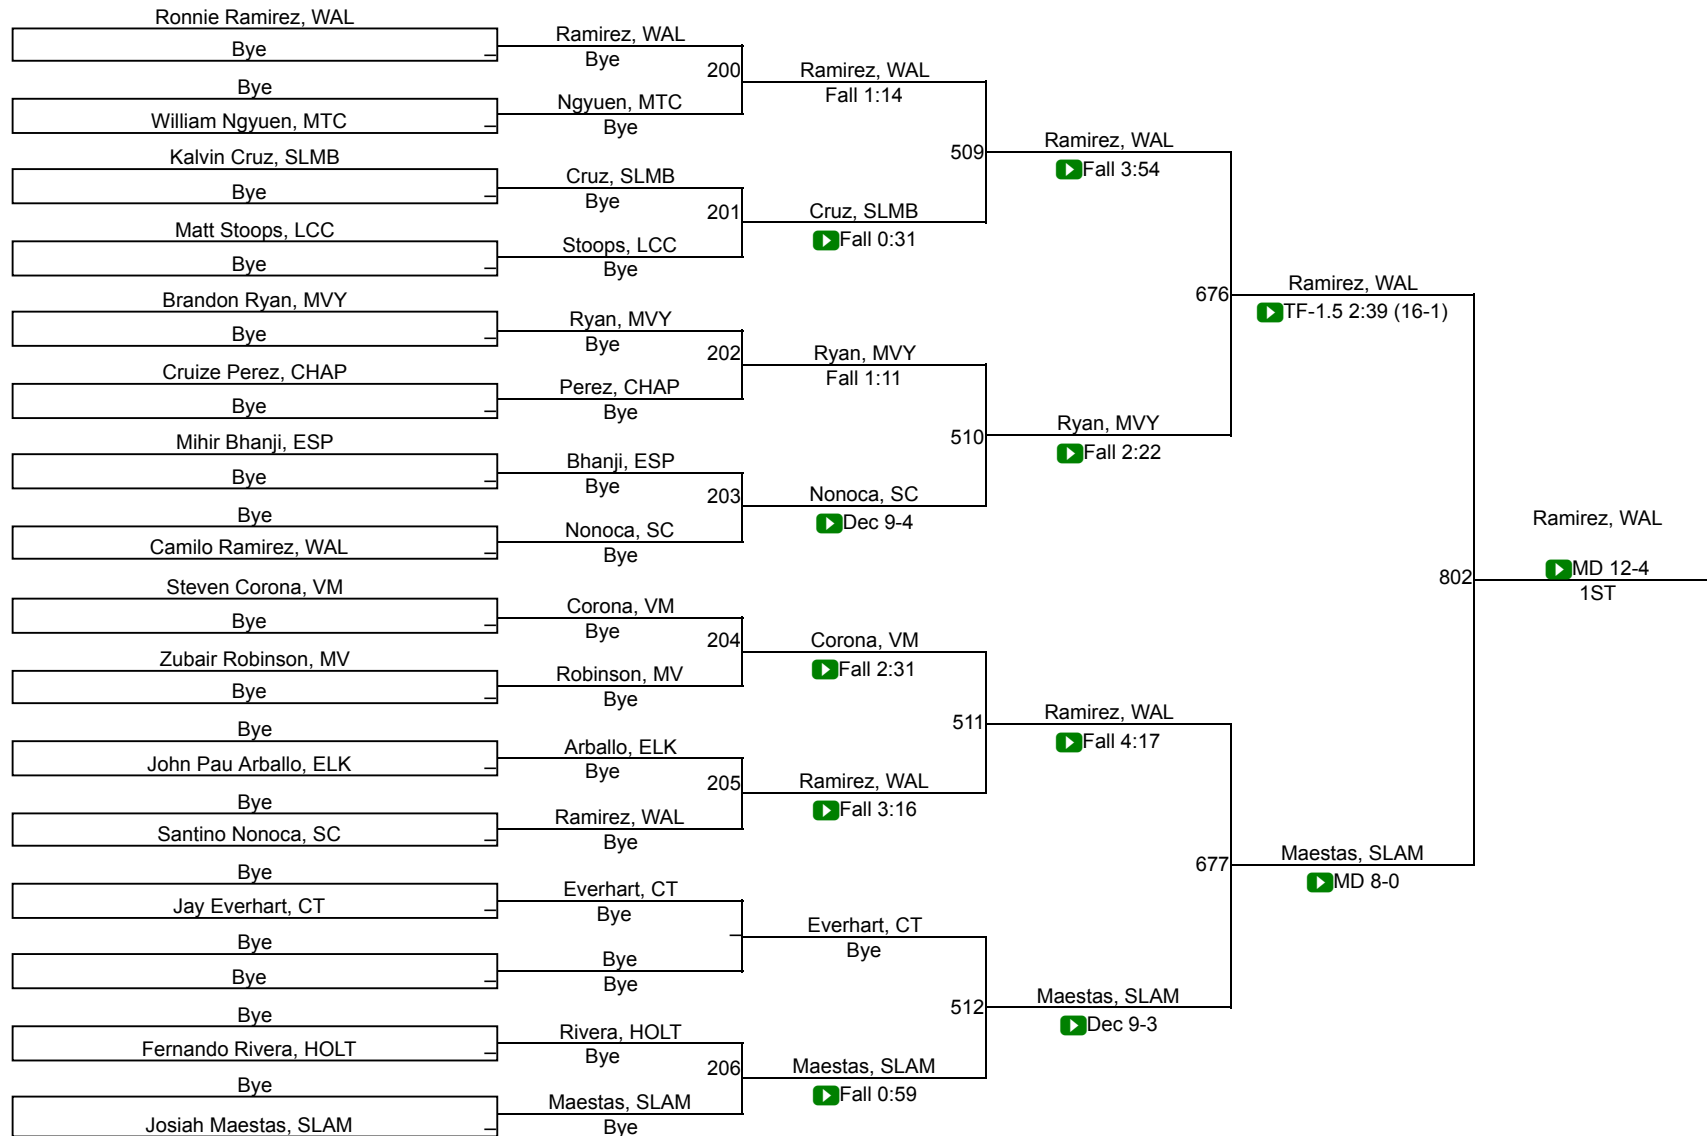 Ronnie Ramirez, WAL
Bye
Bye
William Ngyuen, MTC
Kalvin Cruz, SLMB
Bye
Matt Stoops, LCC
Bye
Brandon Ryan, MVY
Bye
Cruize Perez, CHAP
Bye
Mihir Bhanji, ESP
Bye
Bye
Camilo Ramirez, WAL
Steven Corona, VM
Bye
Zubair Robinson, MV
Bye
Bye
John Pau Arballo, ELK
Bye
Santino Nonoca, SC
Bye
Jay Everhart, CT
Bye
Bye
Bye
Fernando Rivera, HOLT
Bye
Josiah Maestas, SLAM
Ramirez, WAL
Bye
200
Ngyuen, MTC
Bye
Cruz, SLMB
Bye
201
Stoops, LCC
Bye
Ryan, MVY
Bye
202
Perez, CHAP
Bye
Bhanji, ESP
Bye
203
Nonoca, SC
Bye
Corona, VM
Bye
204
Robinson, MV
Bye
Arballo, ELK
Bye
205
Ramirez, WAL
Bye
Everhart, CT
Bye
Bye
Bye
Rivera, HOLT
Bye
206
Maestas, SLAM
Bye
Ramirez, WAL
Fall 1:14
509
Cruz, SLMB
Fall 0:31
Ryan, MVY
Fall 1:11
510
Nonoca, SC
Dec 9-4
Corona, VM
Fall 2:31
511
Ramirez, WAL
Fall 3:16
Everhart, CT
Bye
512
Maestas, SLAM
Fall 0:59
Ramirez, WAL
Fall 3:54
676
Ryan, MVY
Fall 2:22
Ramirez, WAL
Fall 4:17
677
Maestas, SLAM
Dec 9-3
Ramirez, WAL
TF-1.5 2:39 (16-1)
802
Maestas, SLAM
MD 8-0
Ramirez, WAL
MD 12-4
1ST